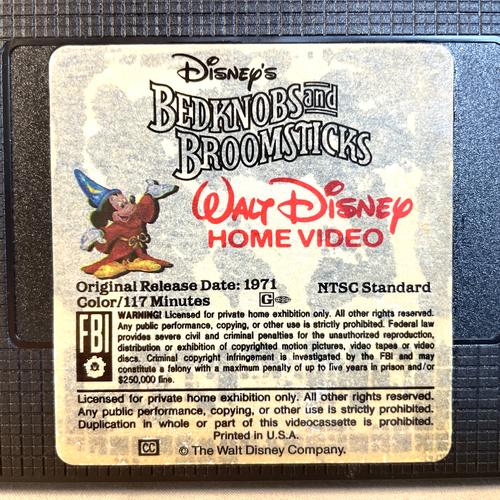 Disney's
BEDKNOBS and
BROOMSTICKS
WALT DISNEY
HOME VIDEO
Original Release Date: 1971 NTSC Standard
Color/117 Minutes G
FBI
WARNING! Licensed for private home exhibition only. All other rights reserved.
Any public performance, copying, or other use is strictly prohibited. Federal law
provides severe civil and criminal penalties for the unauthorized reproduction,
distribution or exhibition of copyrighted motion pictures, video tapes or video
discs. Criminal copyright infringement is investigated by the FBI and may
constitute a felony with a maximum penalty of up to five years in prison and/or
$250,000 fine.
Licensed for private home exhibition only. All other rights reserved.
Any public performance, copying, or other use is strictly prohibited.
Duplication in whole or part of this videocassette is prohibited.
Printed in U.S.A.
CC © The Walt Disney Company.